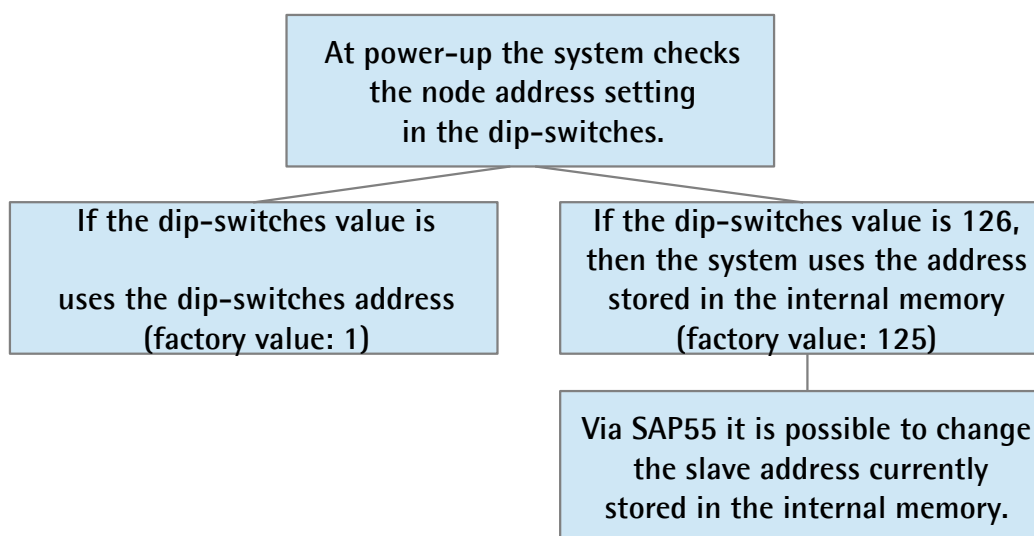 At power-up the system checks
the node address setting
in the dip-switches.
If the dip-switches value is
uses the dip-switches address
(factory value: 1)
If the dip-switches value is 126,
then the system uses the address
stored in the internal memory
(factory value: 125)
Via SAP55 it is possible to change
the slave address currently
stored in the internal memory.